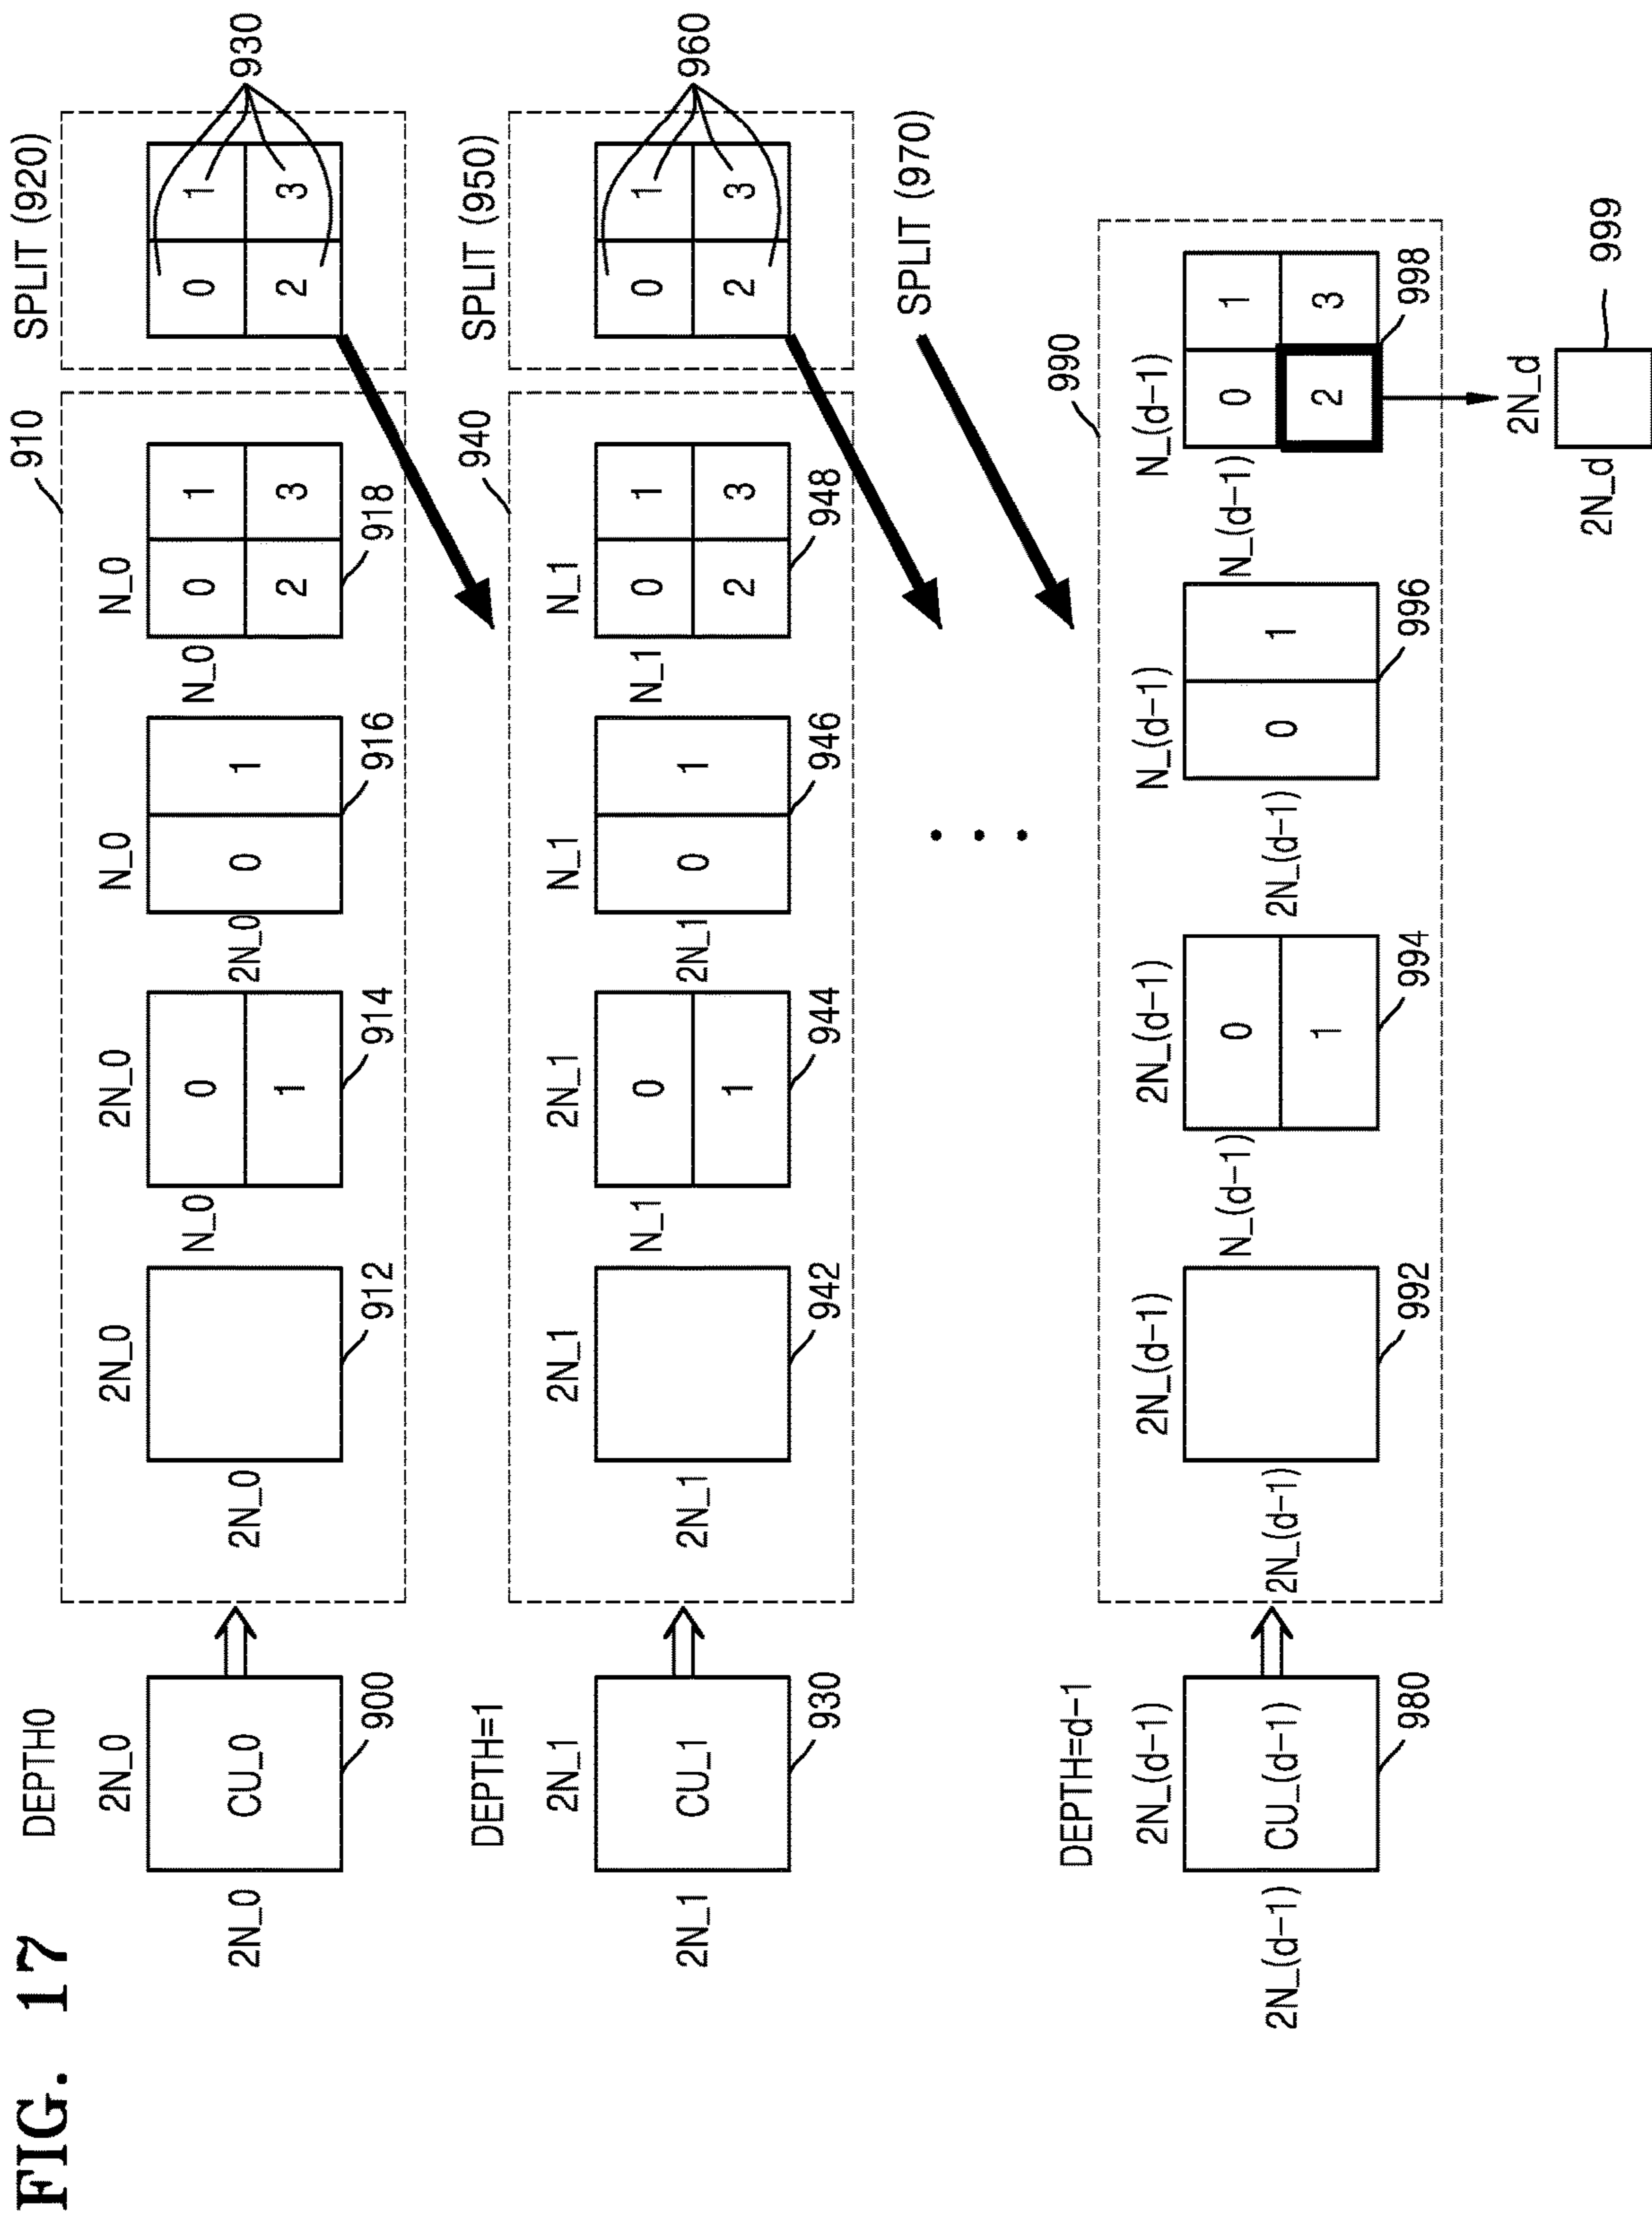 FIG. 17
DEPTH0
2N_0
2N_0
CU_0
900
910
2N_0
2N_0
912
2N_0
N_0
0
1
914
N_0
2N_0
0
1
916
N_0
N_0
0
1
2
3
918
SPLIT (920)
0
1
2
3
930
DEPTH=1
2N_1
2N_1
CU_1
930
940
2N_1
2N_1
942
2N_1
N_1
0
1
944
N_1
2N_1
0
1
946
N_1
N_1
0
1
2
3
948
SPLIT (950)
0
1
2
3
960
SPLIT (970)
DEPTH=d-1
2N_(d-1)
2N_(d-1)
CU_(d-1)
980
990
2N_(d-1)
2N_(d-1)
992
2N_(d-1)
N_(d-1)
0
1
994
N_(d-1)
2N_(d-1)
0
1
996
N_(d-1)
N_(d-1)
0
1
2
3
998
2N_d
2N_d
999